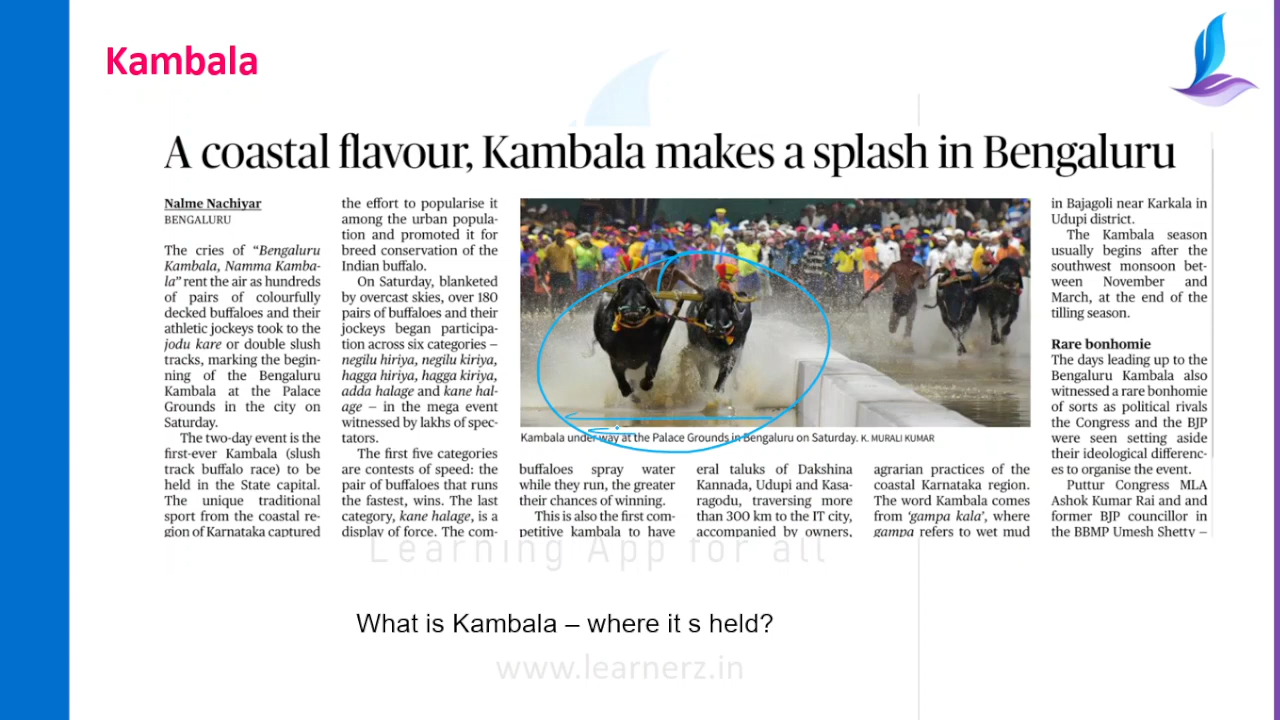 Kambala
A coastal flavour, Kambala makes a splash in Bengaluru
Nalme Nachiyar
BENGALURU
The cries of “Bengaluru
Kambala, Namma Kamba-
la” rent the air as hundreds
of pairs of colourfully
decked buffaloes and their
athletic jockeys took to the
jodu kare or double slush
tracks, marking the begin-
ning of the Bengaluru
Kambala at the Palace
Grounds in the city on
Saturday.
The two-day event is the
first-ever Kambala (slush
track buffalo race) to be
held in the State capital.
The unique traditional
sport from the coastal re-
gion of Karnataka captured
the effort to popularise it
among the urban popula-
tion and promoted it for
breed conservation of the
Indian buffalo.
On Saturday, blanketed
by overcast skies, over 180
pairs of buffaloes and their
jockeys began participa-
tion across six categories –
negilu hiriya, negilu kiriya,
hagga hiriya, hagga kiriya,
adda halage and kane hal-
age – in the mega event
witnessed by lakhs of spec-
tators.
The first five categories
are contests of speed: the
pair of buffaloes that runs
the fastest, wins. The last
category, kane halage, is a
display of force. The com-
Kambala under way at the Palace Grounds in Bengaluru on Saturday. K. MURALI KUMAR
buffaloes spray water
while they run, the greater
their chances of winning.
This is also the first com-
petitive kambala to have
eral taluks of Dakshina
Kannada, Udupi and Kasa-
ragodu, traversing more
than 300 km to the IT city,
accompanied by owners,
agrarian practices of the
coastal Karnataka region.
The word Kambala comes
from ‘gampa kala’, where
gampa refers to wet mud
in Bajagoli near Karkala in
Udupi district.
The Kambala season
usually begins after the
southwest monsoon bet-
ween November and
March, at the end of the
tilling season.
Rare bonhomie
The days leading up to the
Bengaluru Kambala also
witnessed a rare bonhomie
of sorts as political rivals
the Congress and the BJP
were seen setting aside
their ideological differenc-
es to organise the event.
Puttur Congress MLA
Ashok Kumar Rai and and
former BJP councillor in
the BBMP Umesh Shetty –
Learning App for all
What is Kambala – where it s held?
www.learnerz.in